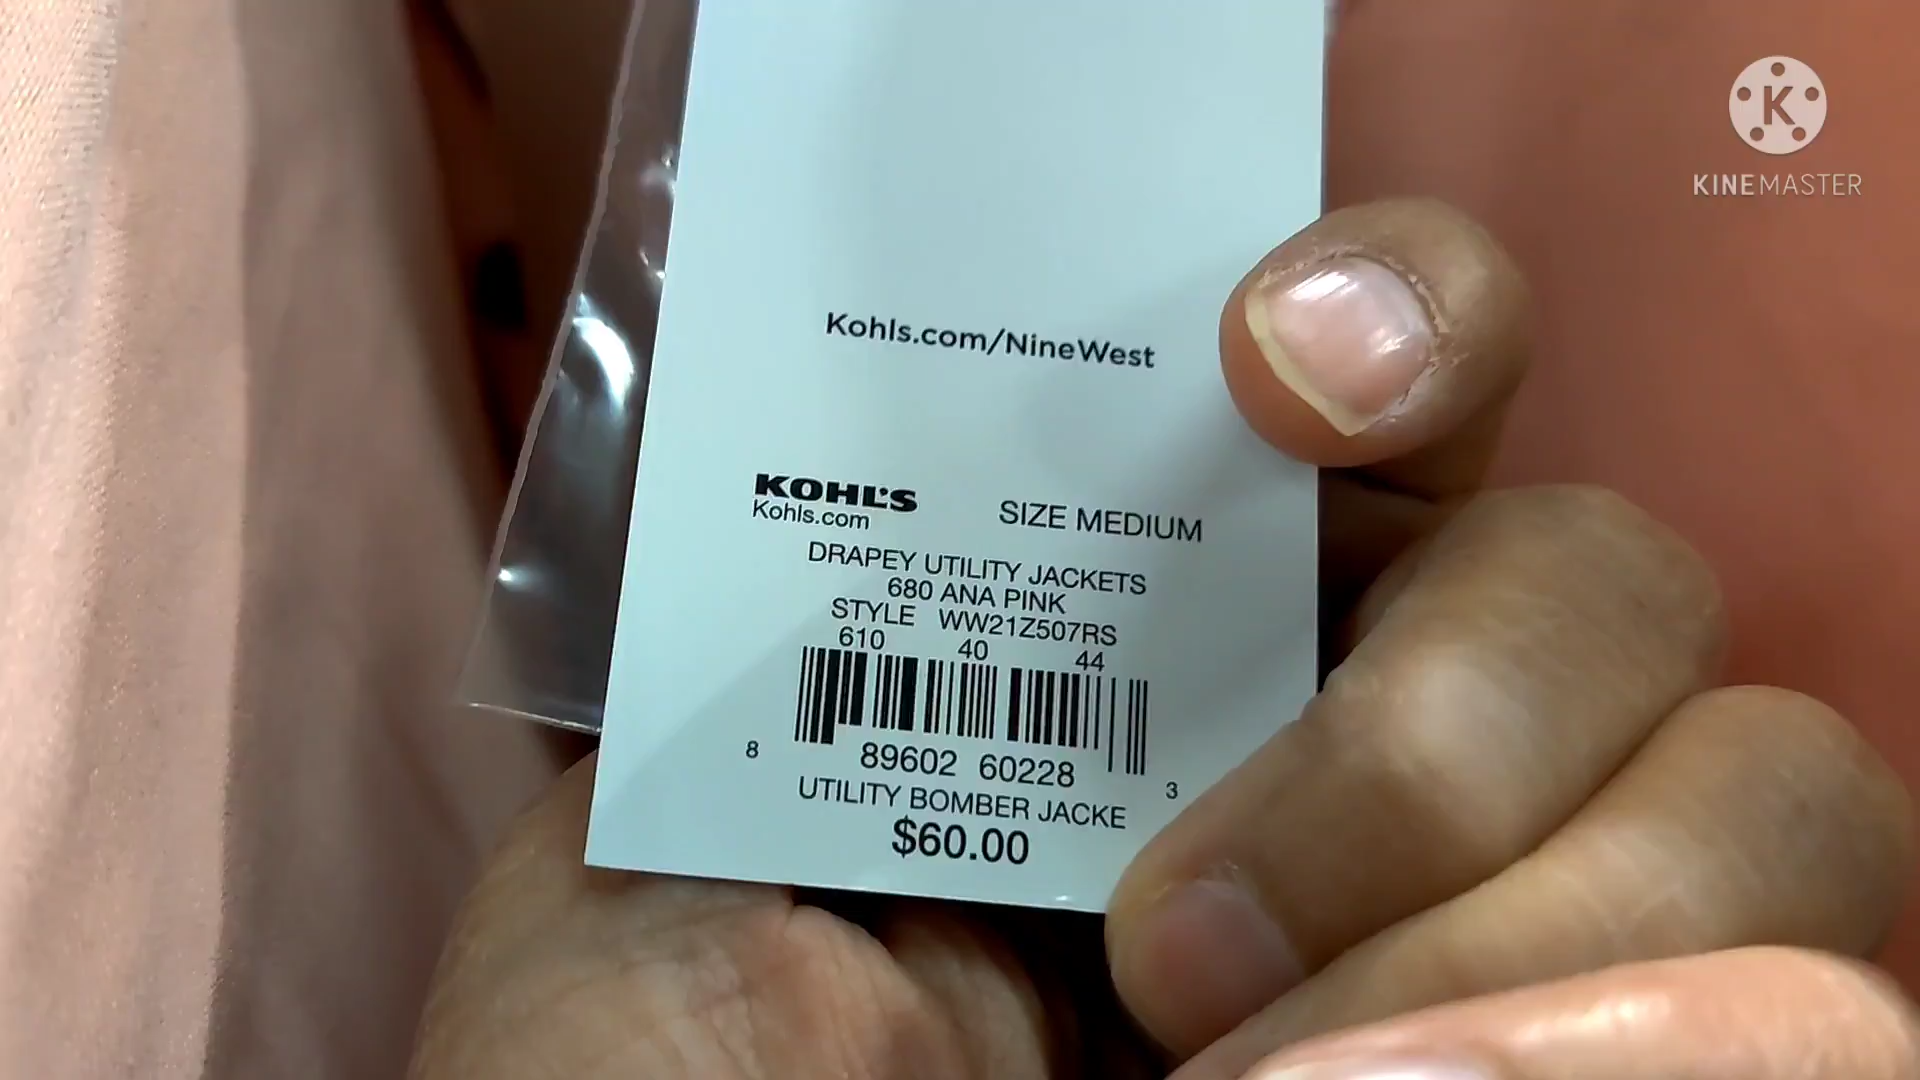 K
KINEMASTER
Kohls.com/NineWest
KOHL'S
Kohls.com
SIZE MEDIUM
DRAPEY UTILITY JACKETS
680 ANA PINK
STYLE WW21Z507RS
610 40 44
8 89602 60228 3
UTILITY BOMBER JACKE
$60.00